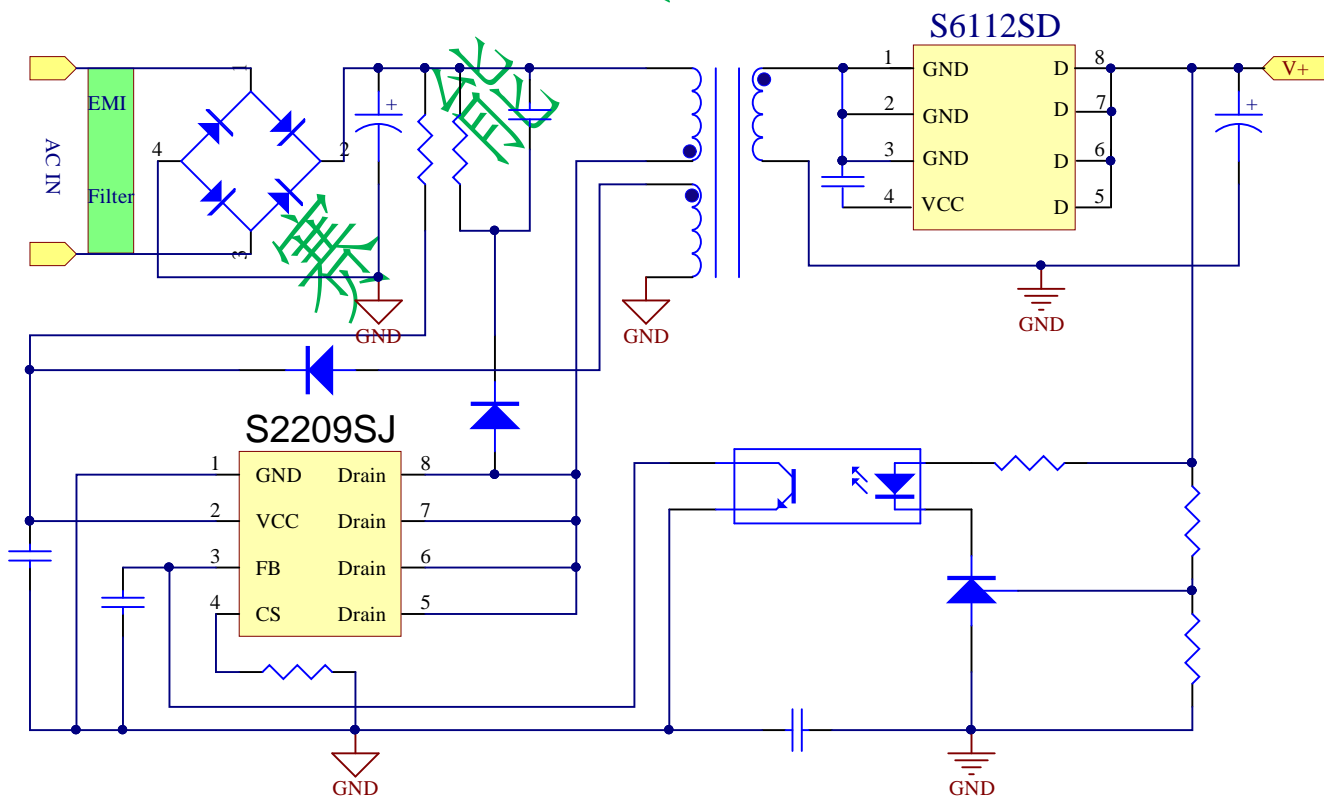 S6112SD
1 GND D 8
2 GND D 7
3 GND D 6
4 VCC D 5
V+
+
+
EMI
Filter
AC IN
1
2
3
4
GND
GND
GND
S2209SJ
1 GND Drain 8
2 VCC Drain 7
3 FB Drain 6
4 CS Drain 5
GND
GND